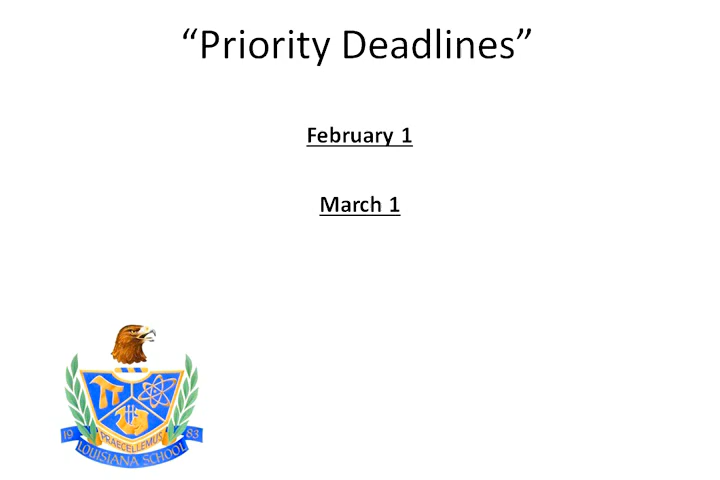 “Priority Deadlines”
February 1
March 1
19 83
PRAECELLEMUS
LOUISIANA SCHOOL